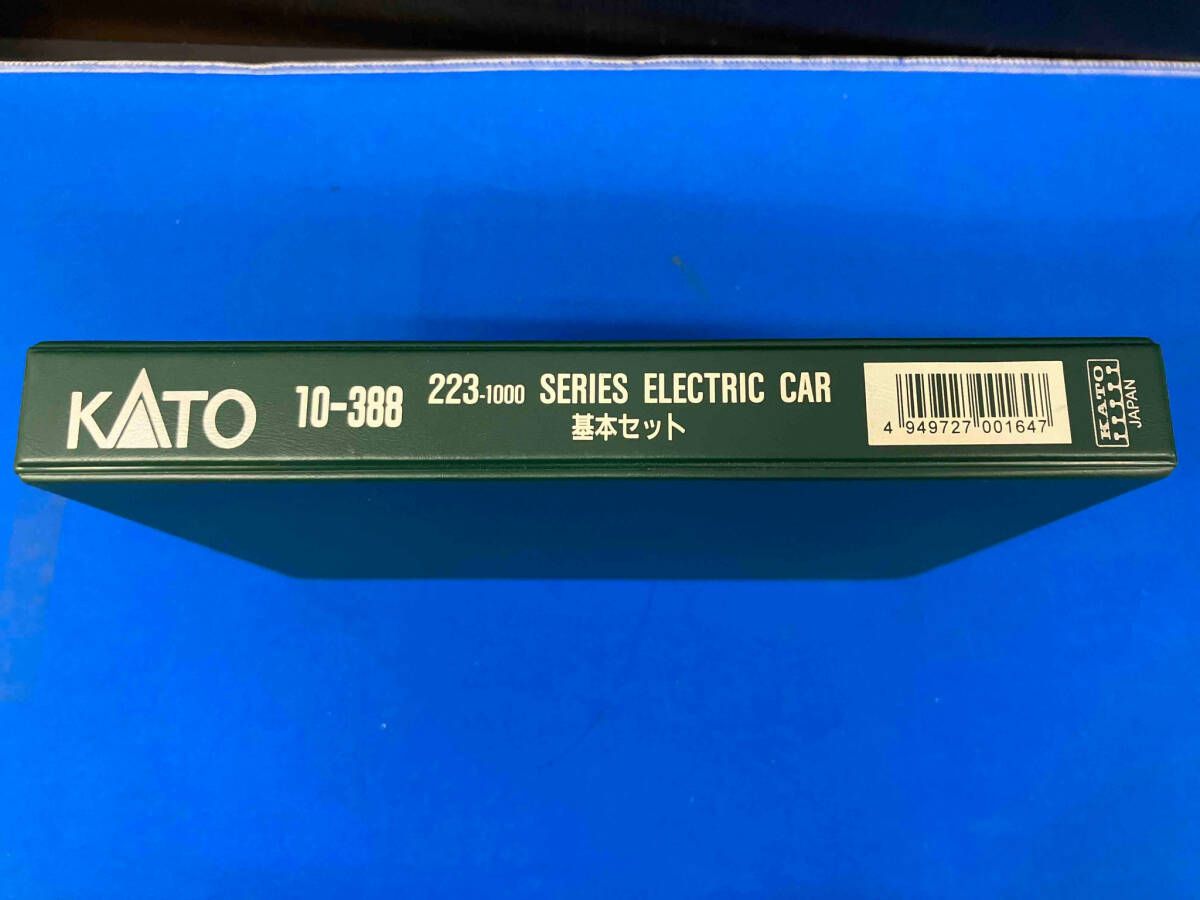 KATO
10-388
223-1000 SERIES ELECTRIC CAR
基本セット
4 949727 001647
KATO
JAPAN